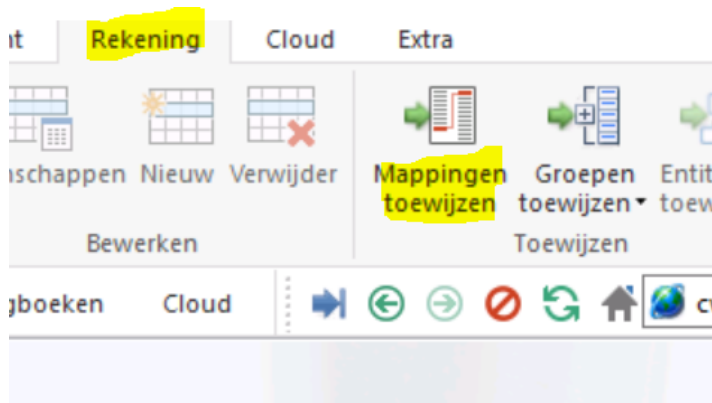 Rekening Cloud Extra
Nieuw Verwijder Mappingen Groepen
toewijzen toewijzen
Bewerken Toewijzen
Cloud